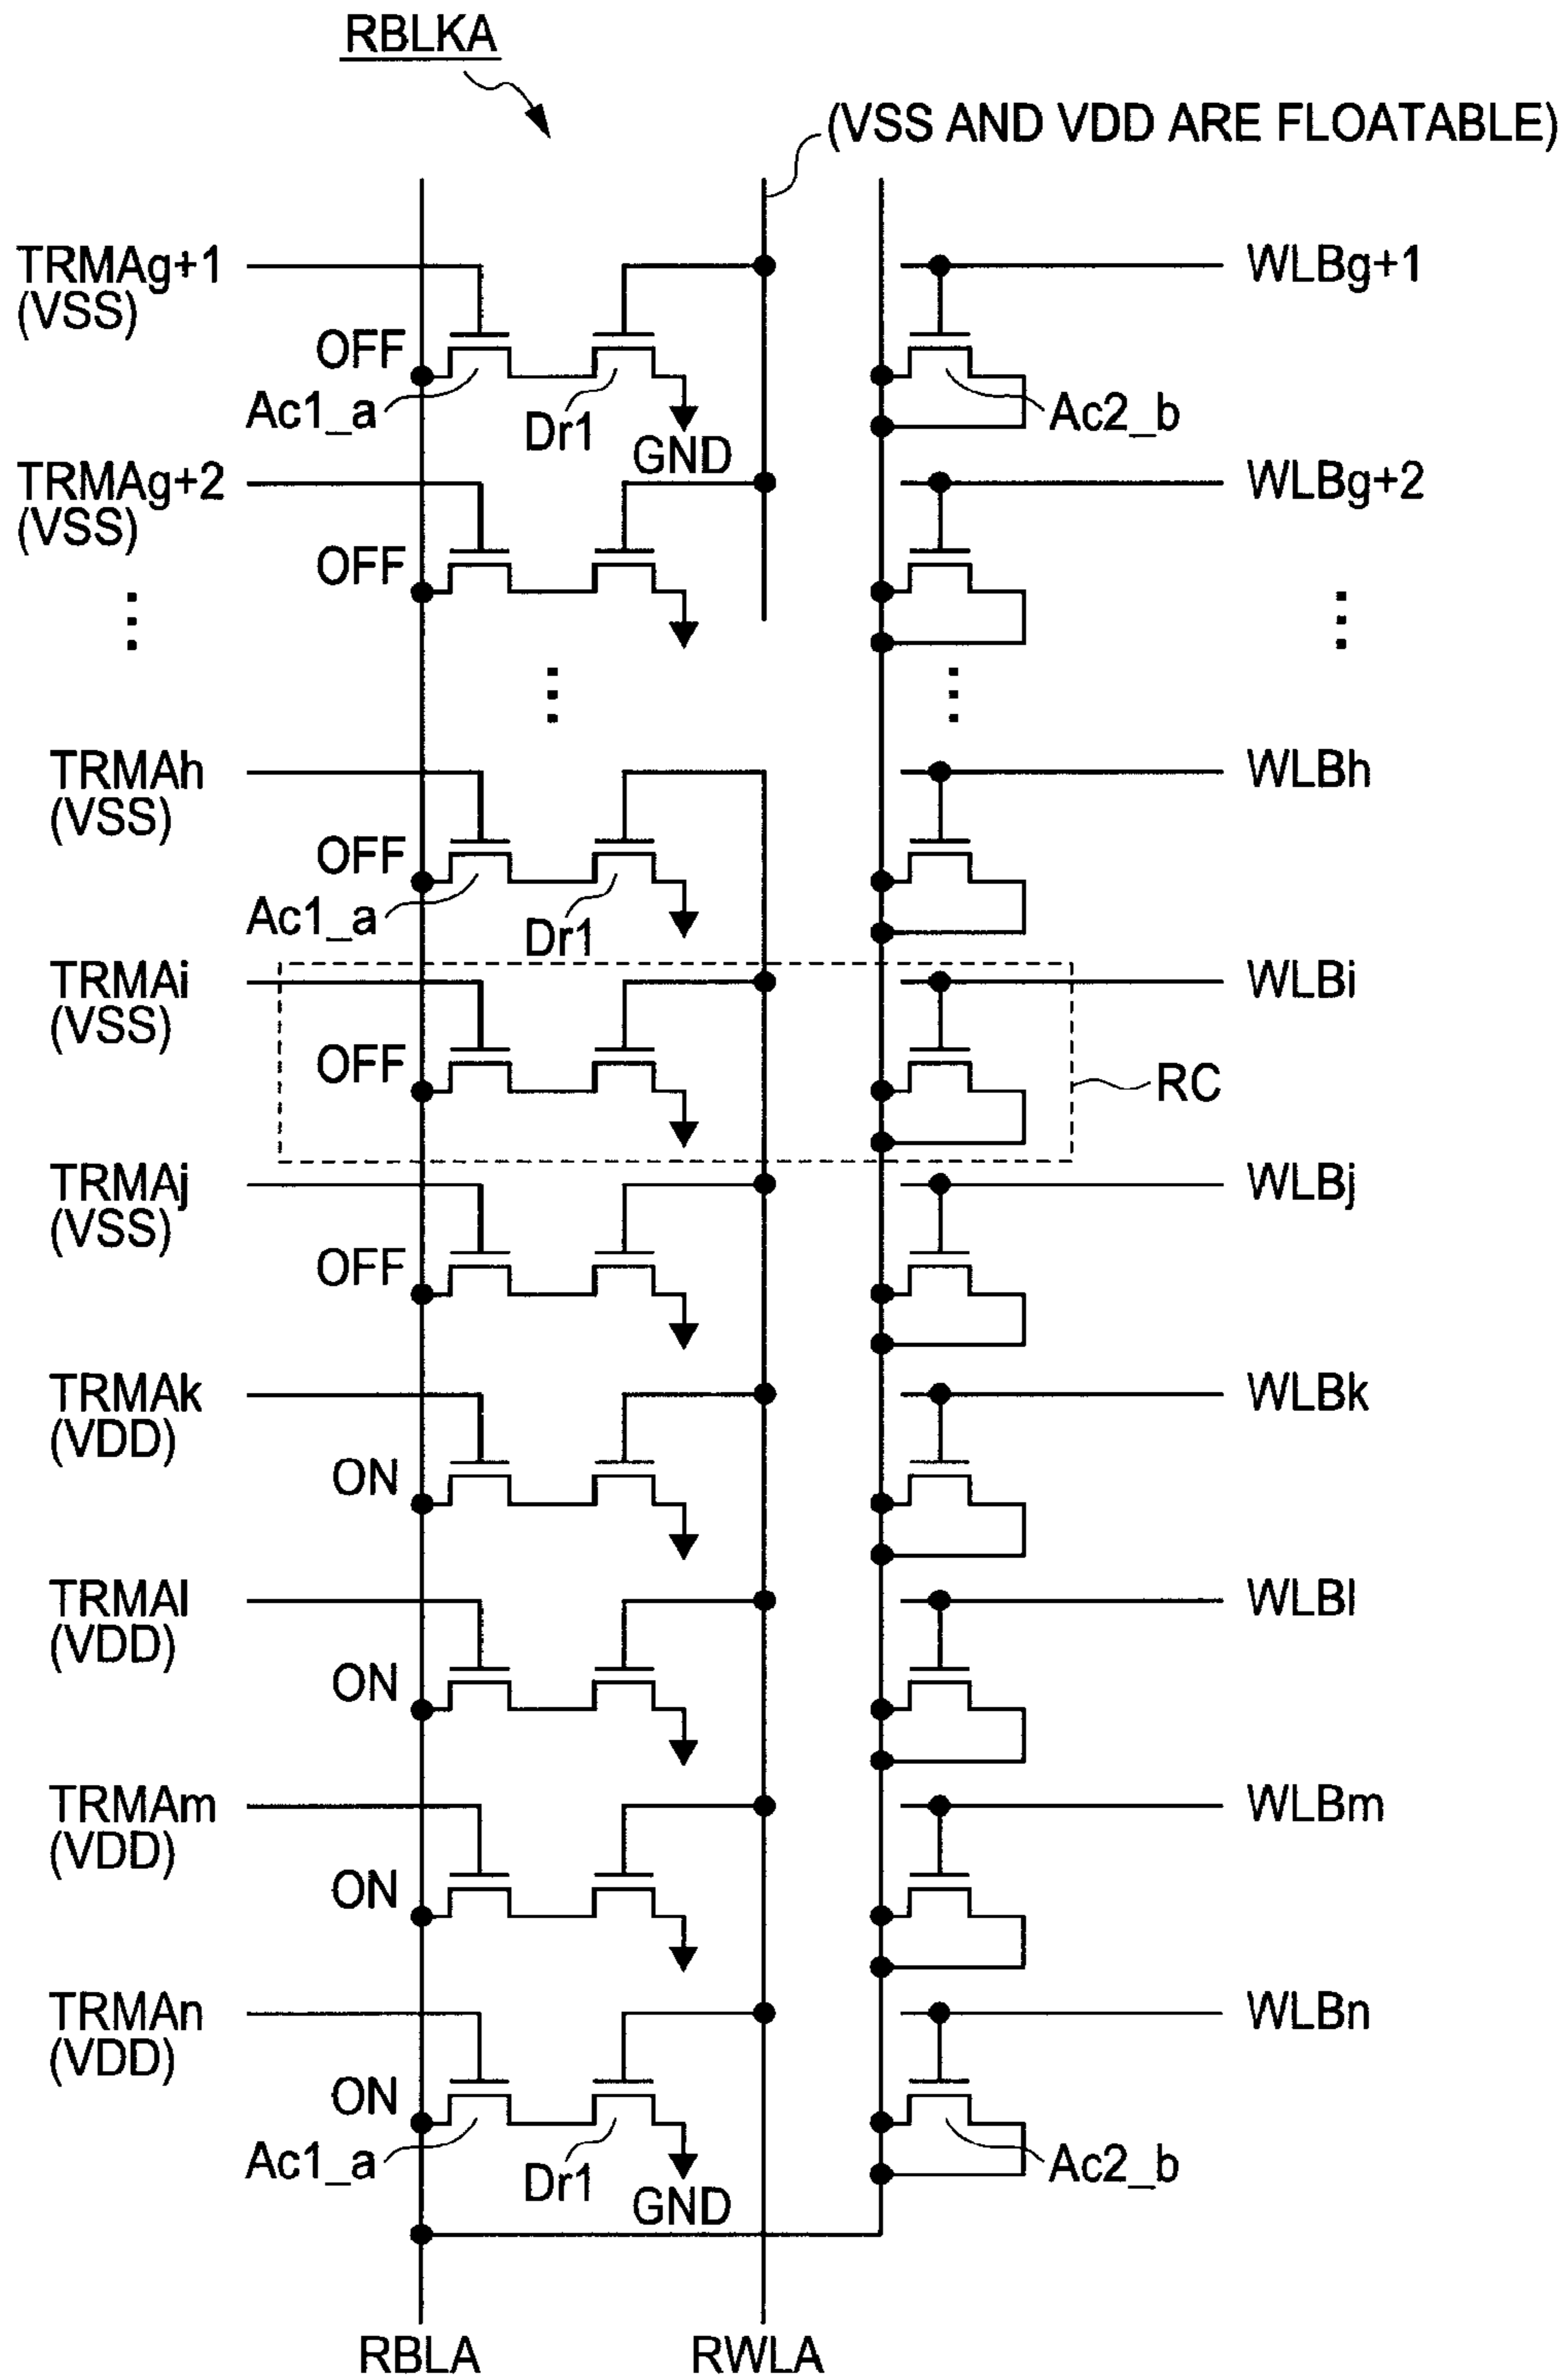 RBLKA
(VSS AND VDD ARE FLOATABLE)
TRMAg+1
(VSS)
WLBg+1
OFF
Ac1_a
Dr1
GND
Ac2_b
TRMAg+2
(VSS)
WLBg+2
OFF
TRMAh
(VSS)
WLBh
OFF
Ac1_a
Dr1
TRMAi
(VSS)
WLBi
OFF
RC
TRMAj
(VSS)
WLBj
OFF
TRMAk
(VDD)
WLBk
ON
TRMAl
(VDD)
WLBl
ON
TRMAm
(VDD)
WLBm
ON
TRMAn
(VDD)
WLBn
ON
Ac1_a
Dr1
GND
Ac2_b
RBLA
RWLA